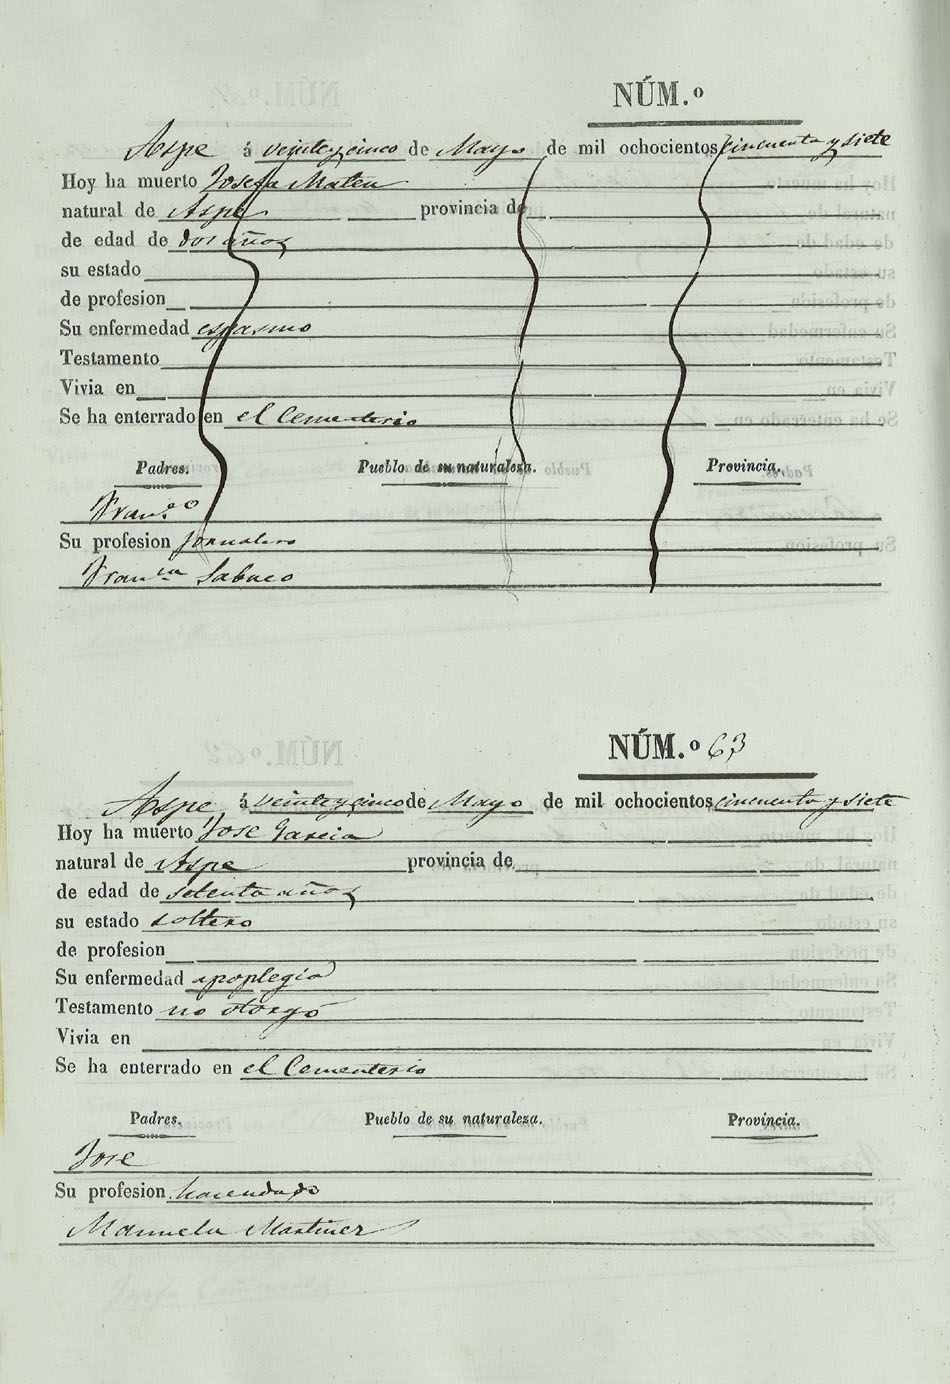 NÚM.º
Aspe á veinte y cinco de Mayo de mil ochocientos cincuenta y siete
Hoy ha muerto Josefa Mateu
natural de Aspe provincia de
de edad de dos años
su estado
de profesion
Su enfermedad espasmo
Testamento
Vivia en
Se ha enterrado en el Cementerio
Padres. Pueblo de su naturaleza. Provincia.
Franco
Su profesion jornalero
Franca Sabuco
NÚM.º 63
Aspe á veinte y cinco de Mayo de mil ochocientos cincuenta y siete
Hoy ha muerto Jose Garcia
natural de Aspe provincia de
de edad de setenta años
su estado soltero
de profesion
Su enfermedad apoplegia
Testamento no otorgó
Vivia en
Se ha enterrado en el Cementerio
Padres. Pueblo de su naturaleza. Provincia.
Jose
Su profesion hacendado
Manuela Martinez